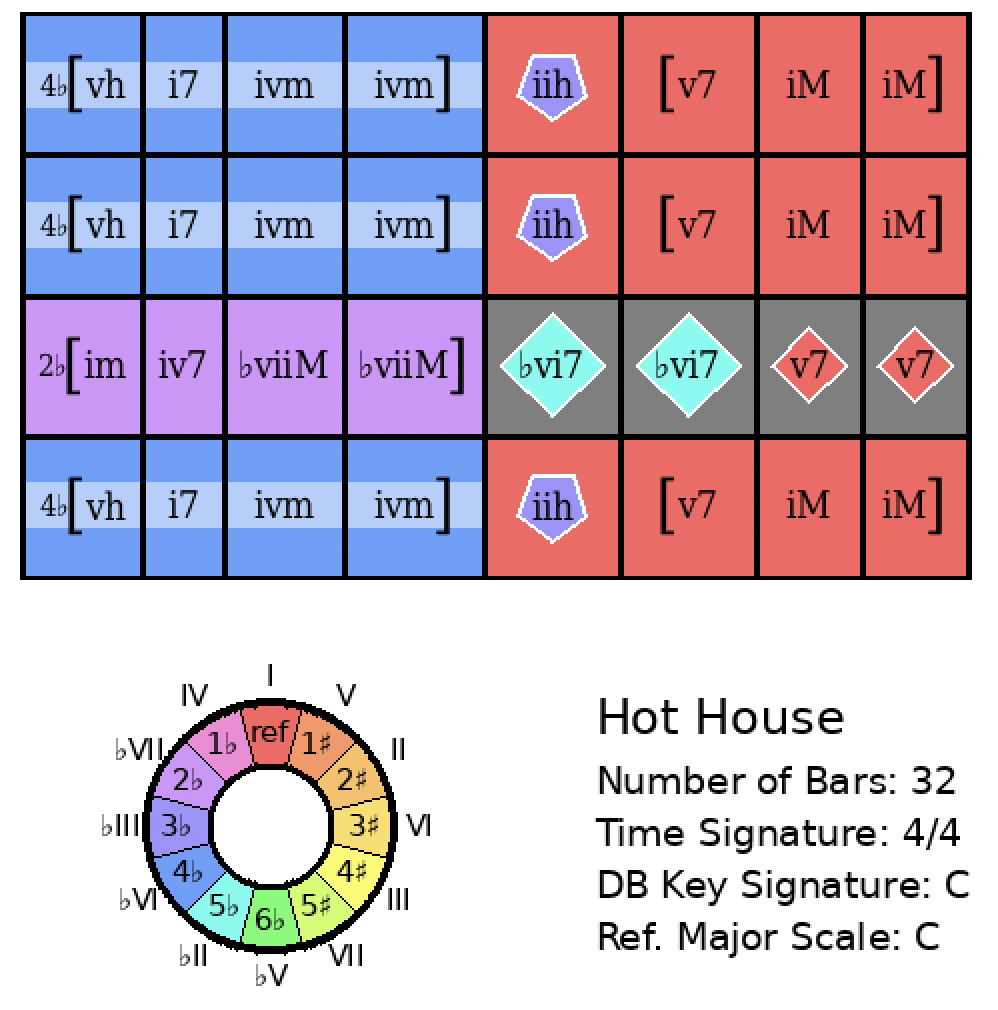 4♭[vh i7 ivm ivm] iih [v7 iM iM]
4♭[vh i7 ivm ivm] iih [v7 iM iM]
2♭[im iv7 ♭viiM ♭viiM] ♭vi7 ♭vi7 v7 v7
4♭[vh i7 ivm ivm] iih [v7 iM iM]
I
IV V
♭VII II
♭III VI
♭VI III
♭II VII
♭V
ref
1♭ 1♯
2♭ 2♯
3♭ 3♯
4♭ 4♯
5♭ 5♯
6♭
Hot House
Number of Bars: 32
Time Signature: 4/4
DB Key Signature: C
Ref. Major Scale: C